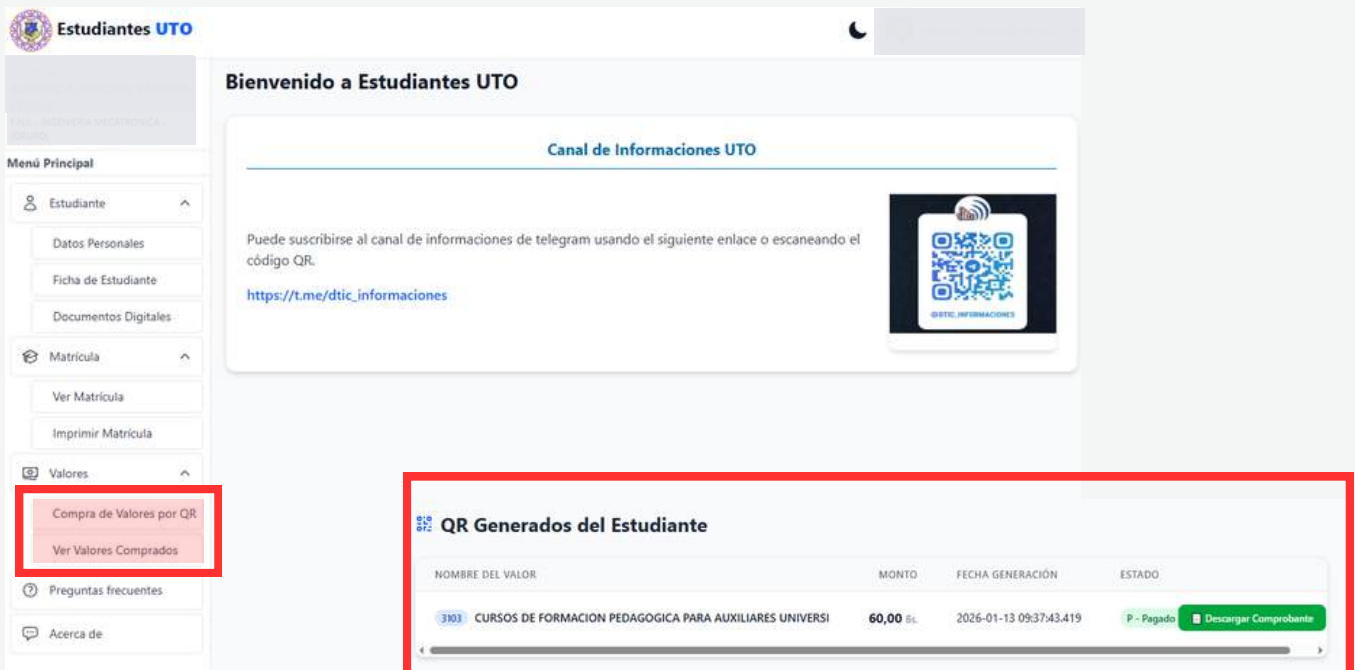 Estudiantes UTO
Bienvenido a Estudiantes UTO
Menú Principal
Estudiante
Datos Personales
Ficha de Estudiante
Documentos Digitales
Matrícula
Ver Matrícula
Imprimir Matrícula
Valores
Compra de Valores por QR
Ver Valores Comprados
Preguntas frecuentes
Acerca de
Canal de Informaciones UTO
Puede suscribirse al canal de informaciones de telegram usando el siguiente enlace o escaneando el
código QR.
https://t.me/dtic_informaciones
@DTIC_INFORMACIONES
QR Generados del Estudiante
NOMBRE DEL VALOR MONTO FECHA GENERACIÓN ESTADO
3103 CURSOS DE FORMACION PEDAGOGICA PARA AUXILIARES UNIVERSI 60,00 Bs. 2026-01-13 09:37:43.419 P - Pagado Descargar Comprobante